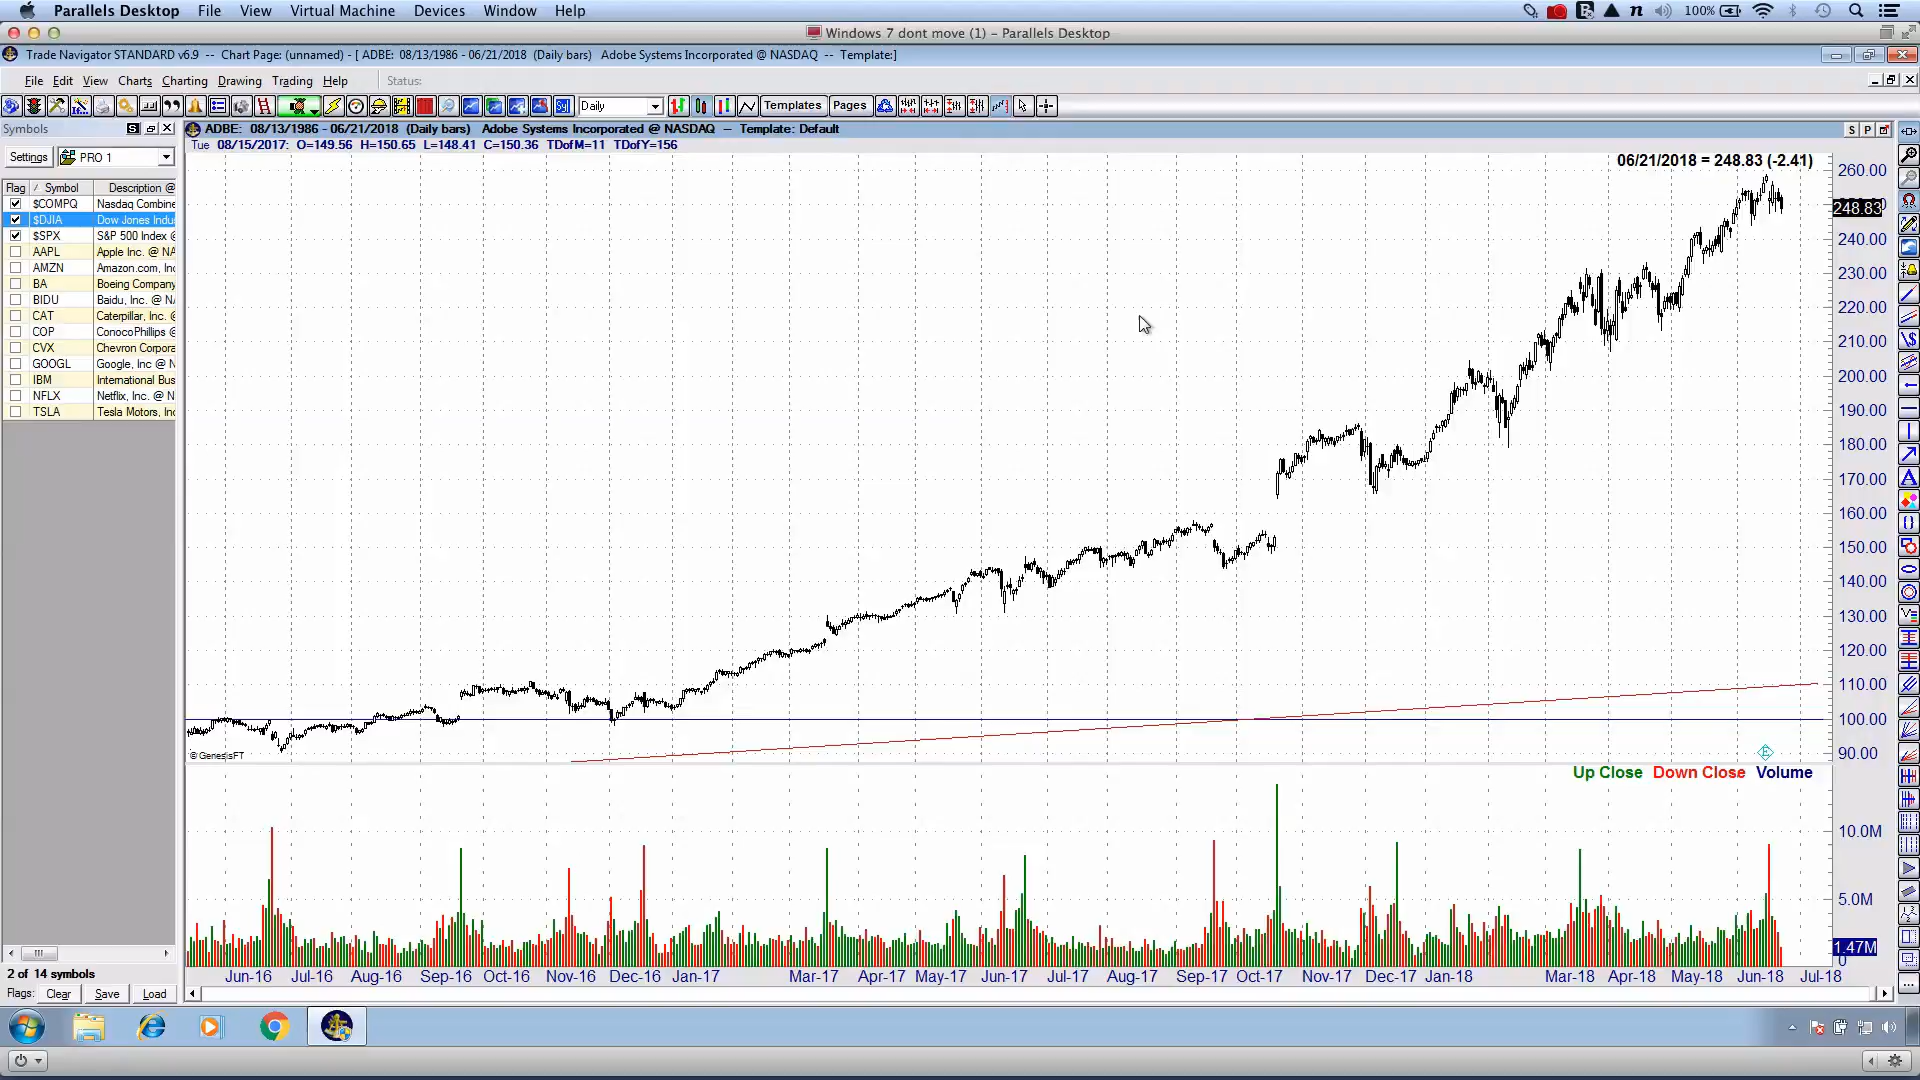 Parallels Desktop File View Virtual Machine Devices Window Help 100%
Windows 7 dont move (1) - Parallels Desktop
Trade Navigator STANDARD v6.9 -- Chart Page: (unnamed) - [ ADBE: 08/13/1986 - 06/21/2018 (Daily bars) Adobe Systems Incorporated @ NASDAQ -- Template:]
File Edit View Charts Charting Drawing Trading Help Status:
Daily Templates Pages
Symbols S
ADBE: 08/13/1986 - 06/21/2018 (Daily bars) Adobe Systems Incorporated @ NASDAQ -- Template: Default S P
Tue 08/15/2017: O=149.56 H=150.65 L=148.41 C=150.36 TDofM=11 TDofY=156
Settings PRO 1
06/21/2018 = 248.83 (-2.41)
Flag / Symbol Description @
$COMPQ Nasdaq Combine
$DJIA Dow Jones Indu
$SPX S&P 500 Index @
AAPL Apple Inc. @ NA
AMZN Amazon.com, Inc
BA Boeing Company
BIDU Baidu, Inc. @ NA
CAT Caterpillar, Inc. @
COP ConocoPhillips @
CVX Chevron Corpora
GOOGL Google, Inc @ N
IBM International Bus
NFLX Netflix, Inc. @ N
TSLA Tesla Motors, Inc
260.00
248.83
240.00
230.00
220.00
210.00
200.00
190.00
180.00
170.00
160.00
150.00
140.00
130.00
120.00
110.00
100.00
90.00
© GenesisFT
E
Up Close Down Close Volume
10.0M
5.0M
1.47M
0
Jun-16 Jul-16 Aug-16 Sep-16 Oct-16 Nov-16 Dec-16 Jan-17 Mar-17 Apr-17 May-17 Jun-17 Jul-17 Aug-17 Sep-17 Oct-17 Nov-17 Dec-17 Jan-18 Mar-18 Apr-18 May-18 Jun-18 Jul-18
2 of 14 symbols
Flags: Clear Save Load